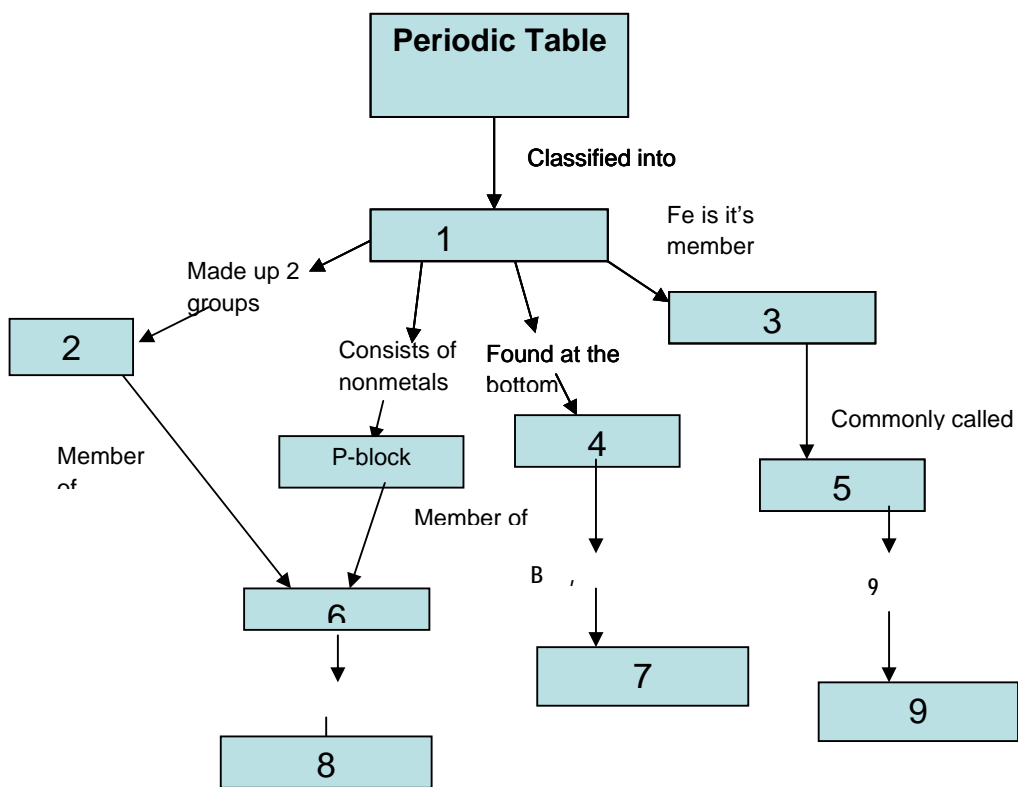 Periodic Table
Classified into
1
Fe is it's
member
Made up 2
groups
2
3
Consists of
nonmetals
Found at the
bottom
Commonly called
P-block
4
Member
of
5
Member of
B ,
9
6
7
9
8